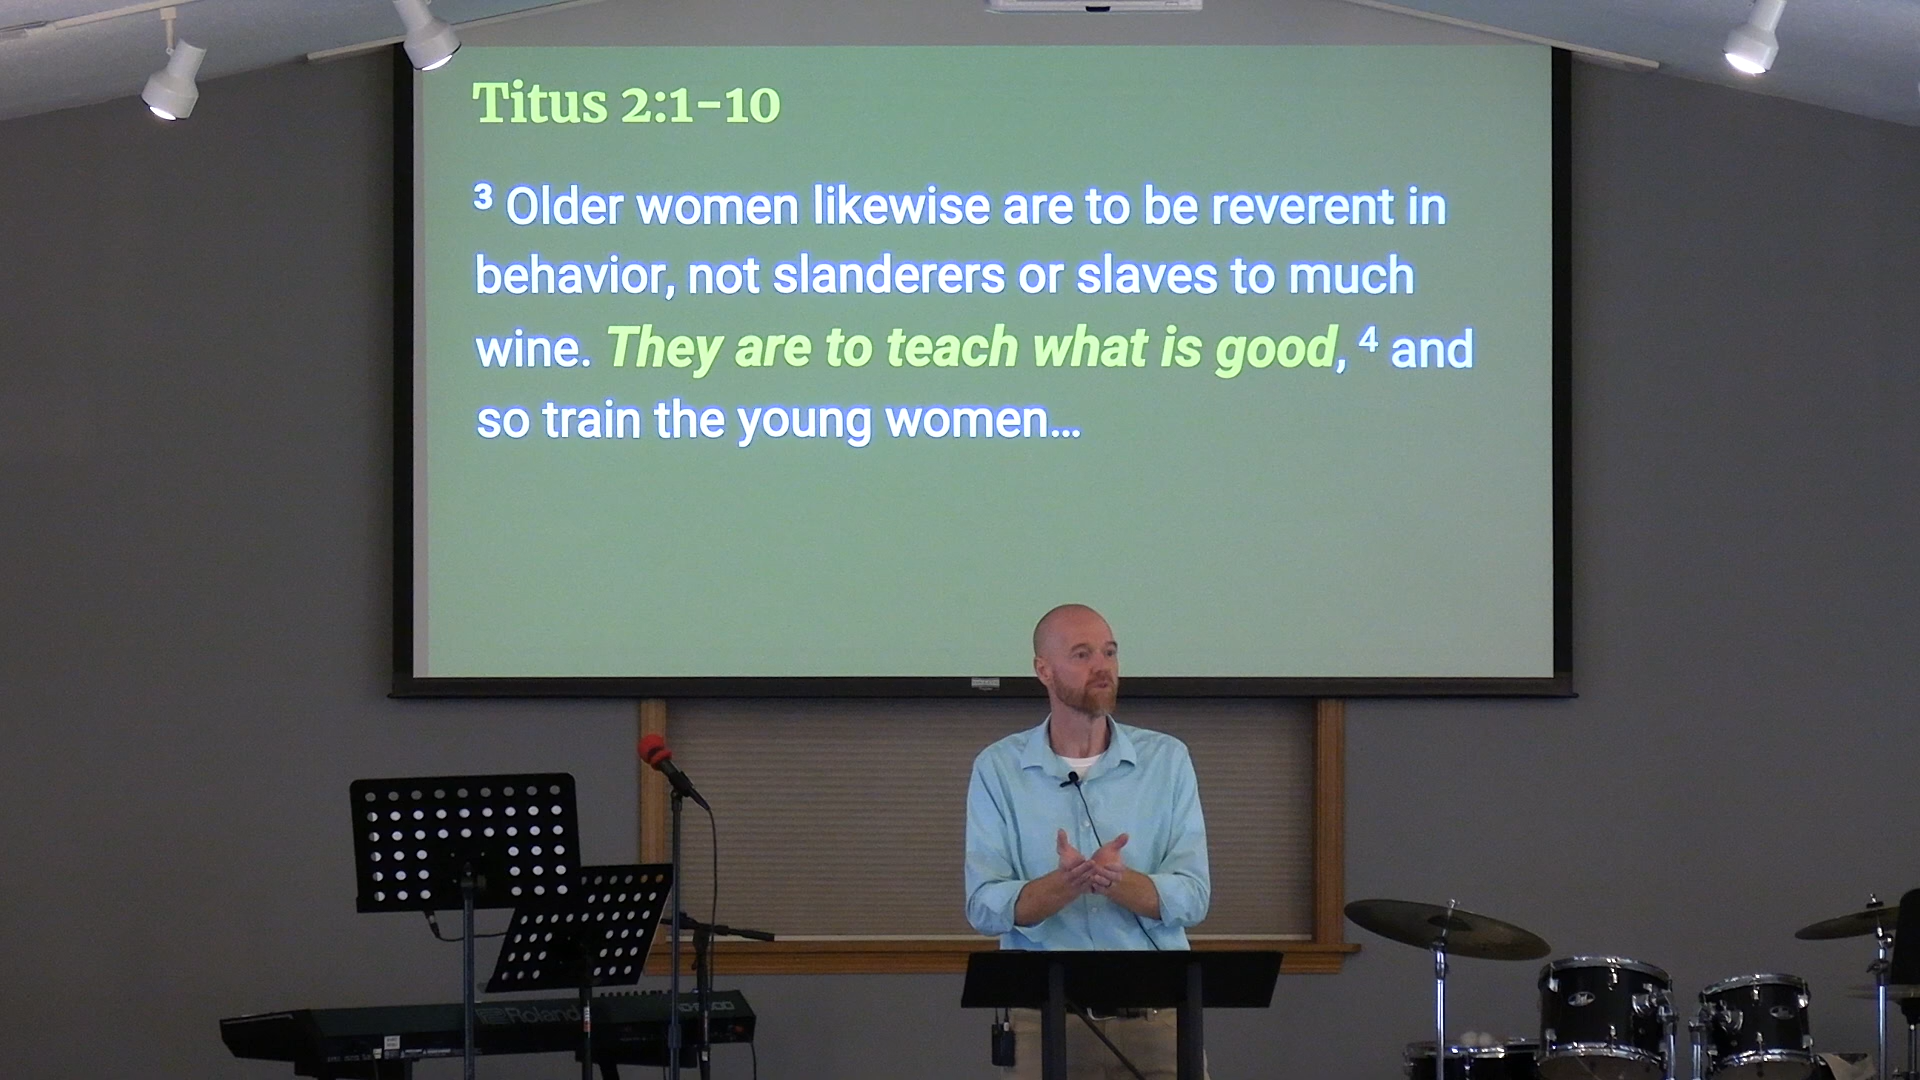 Titus 2:1-10
³ Older women likewise are to be reverent in
behavior, not slanderers or slaves to much
wine. They are to teach what is good, ⁴ and
so train the young women...
Roland